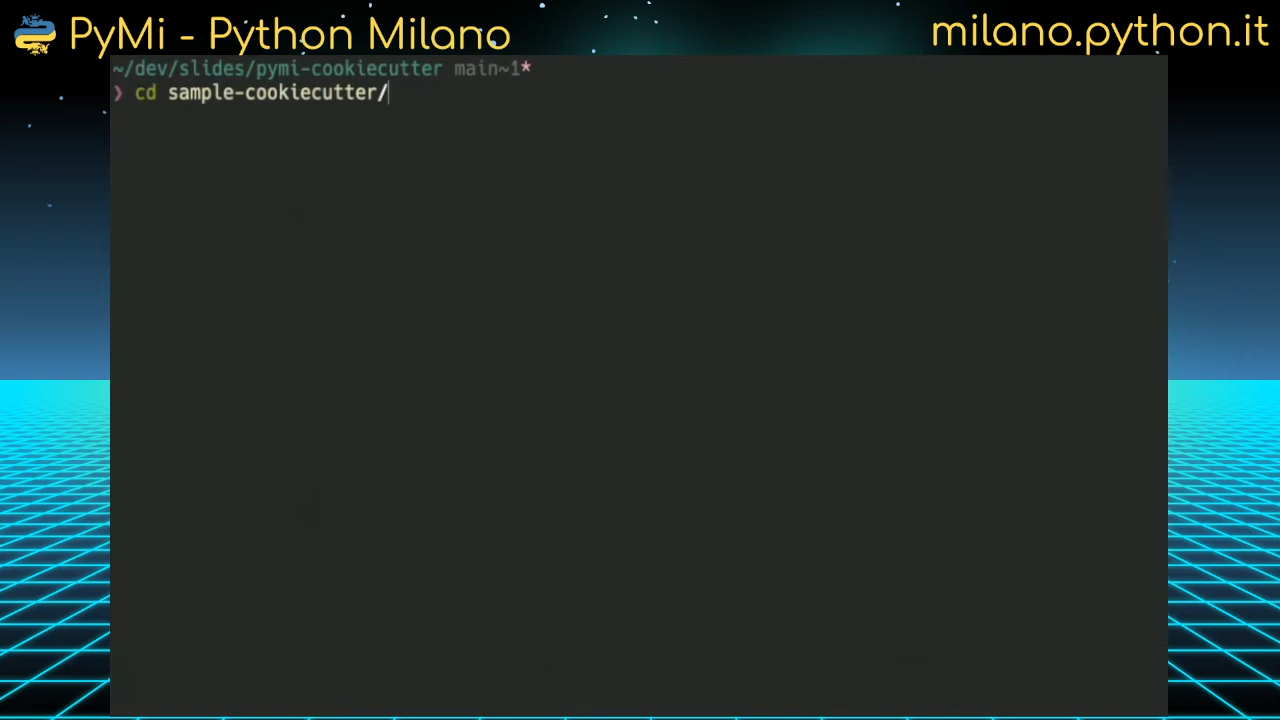 PyMi - Python Milano
milano.python.it
~/dev/slides/pymi-cookiecutter main~1*
❯ cd sample-cookiecutter/